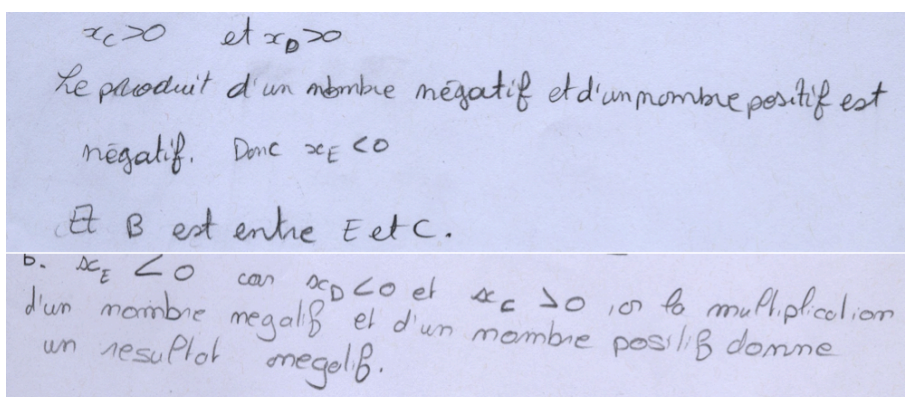 x_C>0 et x_D>0
Le produit d'un nombre négatif et d'un nombre positif est
négatif. Donc x_E <0
Et B est entre E et C.
b. x_E <0 car x_D<0 et x_C >0 , or la multiplication
d'un nombre negatif et d'un nombre positif donne
un resultat negatif.